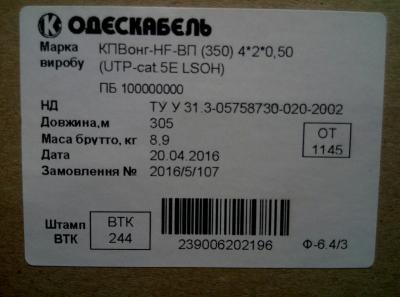 К ОДЕСКАБЕЛЬ
Марка виробу КПВонг-HF-ВП (350) 4*2*0,50
(UTP-cat.5E LSOH)
ПБ 100000000
НД ТУ У 31.3-05758730-020-2002
Довжина,м 305
Маса брутто, кг 8,9
Дата 20.04.2016
Замовлення № 2016/5/107
ОТ
1145
Штамп ВТК
ВТК
244
239006202196
Ф-6.4/3